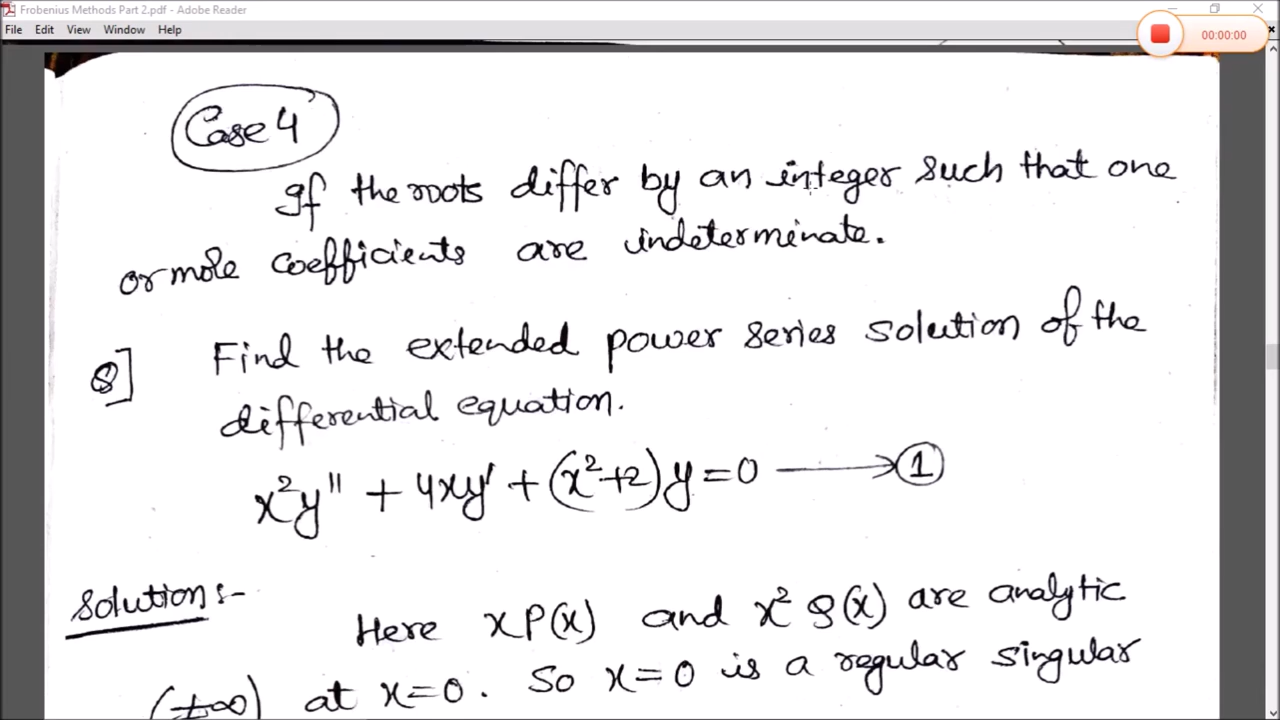 Frobenius Methods Part 2.pdf - Adobe Reader
File Edit View Window Help
00:00:00
Case 4
If the roots differ by an integer such that one
or more coefficients are indeterminate.
Q] Find the extended power series solution of the
differential equation.
x²y'' + 4xy' + (x²+2)y = 0 ⟶ ①
Solution:-
Here xP(x) and x² Q(x) are analytic
(≠∞) at x=0. So x=0 is a regular singular